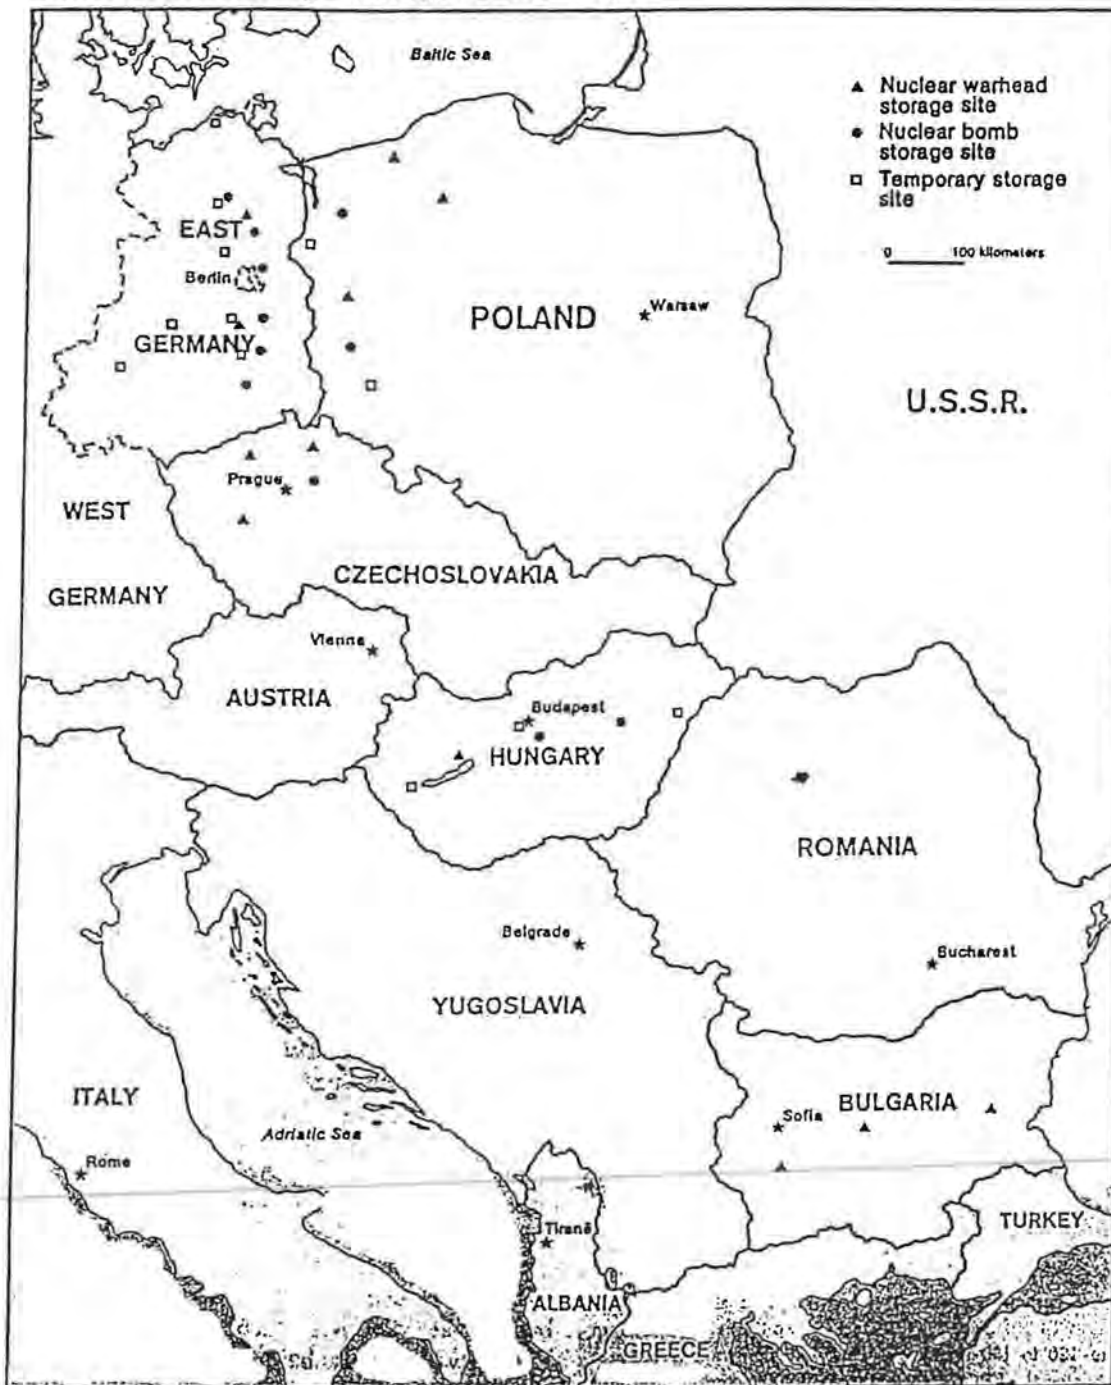 Baltic Sea
Nuclear warhead
storage site
Nuclear bomb
storage site
Temporary storage
site
0 100 kilometers
EAST
Berlin
GERMANY
POLAND
Warsaw
U.S.S.R.
Prague
WEST
GERMANY
CZECHOSLOVAKIA
Vienna
AUSTRIA
Budapest
HUNGARY
ROMANIA
Belgrade
Bucharest
YUGOSLAVIA
ITALY
Adriatic Sea
Rome
Sofia
BULGARIA
Tiranë
TURKEY
ALBANIA
GREECE